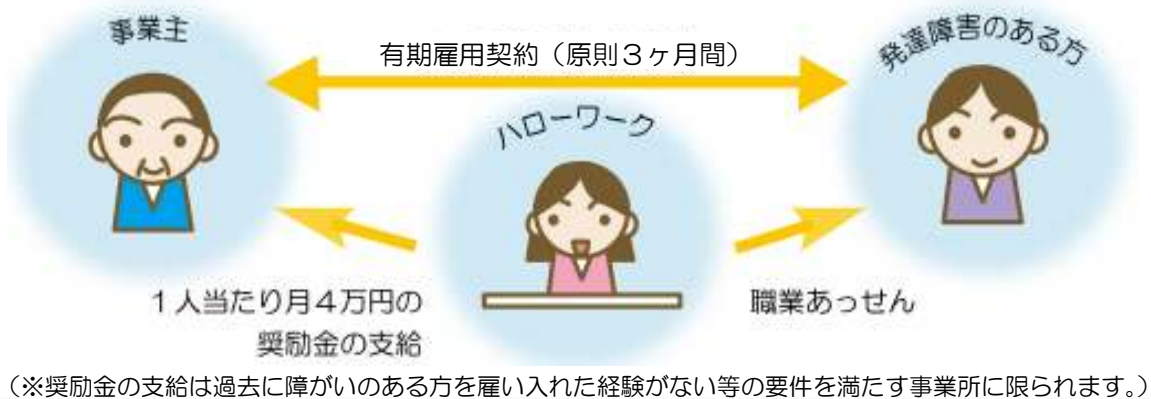 事業主
有期雇用契約（原則３ヶ月間）
発達障害のある方
ハローワーク
１人当たり月４万円の
奨励金の支給
職業あっせん
（※奨励金の支給は過去に障がいのある方を雇い入れた経験がない等の要件を満たす事業所に限られます。）